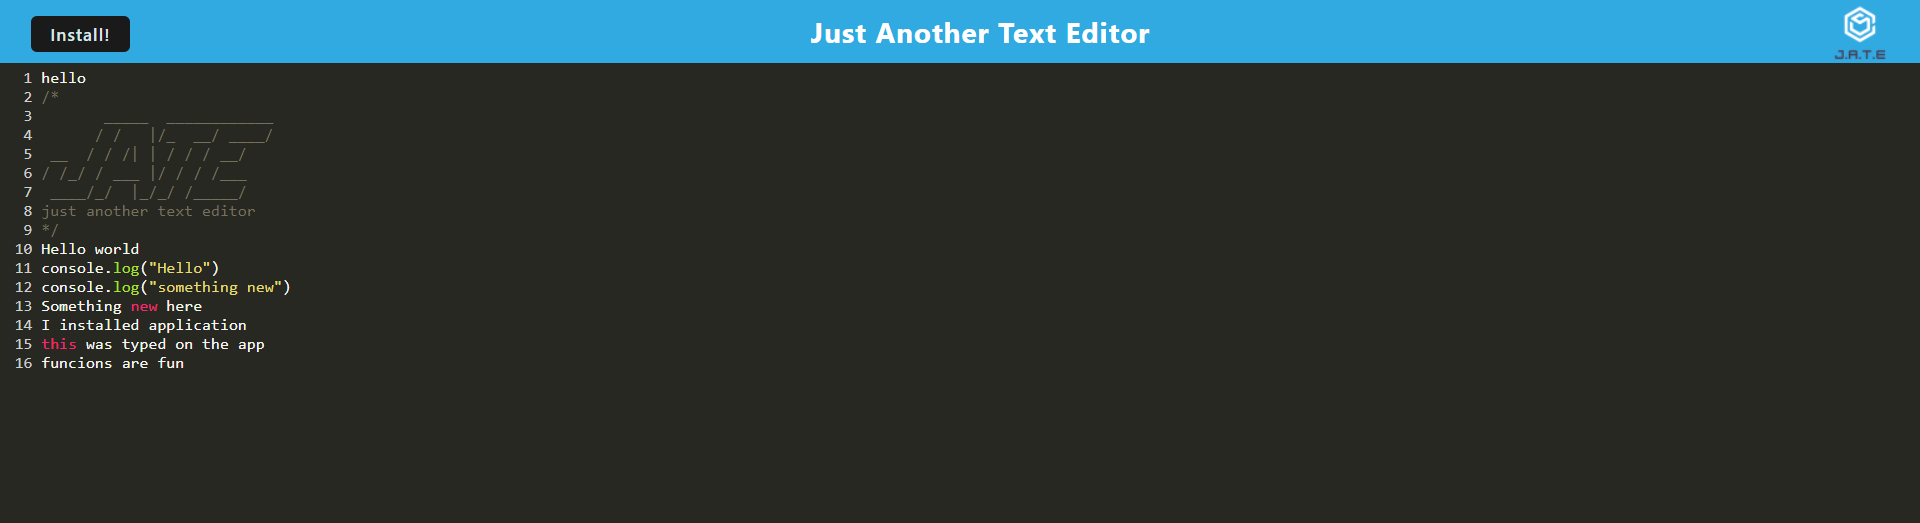 Install!
Just Another Text Editor
J.A.T.E
1 hello
2 /*
3        _____  ____________
4       / /   |/_  __/ ____/
5  __  / / /| | / / / __/
6 / /_/ / ___ |/ / / /___
7  ____/_/  |_/_/ /_____/
8 just another text editor
9 */
10 Hello world
11 console.log("Hello")
12 console.log("something new")
13 Something new here
14 I installed application
15 this was typed on the app
16 funcions are fun